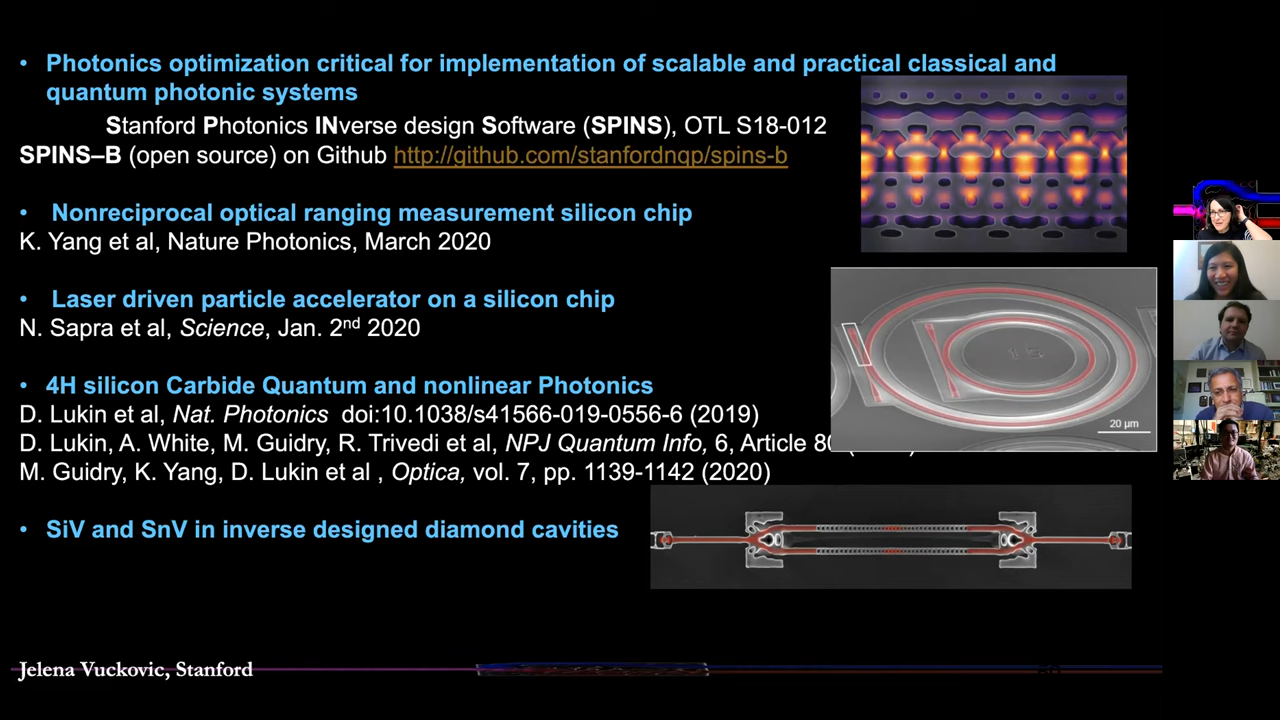 • Photonics optimization critical for implementation of scalable and practical classical and
quantum photonic systems
Stanford Photonics INverse design Software (SPINS), OTL S18-012
SPINS–B (open source) on Github http://github.com/stanfordnqp/spins-b
• Nonreciprocal optical ranging measurement silicon chip
K. Yang et al, Nature Photonics, March 2020
• Laser driven particle accelerator on a silicon chip
N. Sapra et al, Science, Jan. 2nd 2020
• 4H silicon Carbide Quantum and nonlinear Photonics
D. Lukin et al, Nat. Photonics doi:10.1038/s41566-019-0556-6 (2019)
D. Lukin, A. White, M. Guidry, R. Trivedi et al, NPJ Quantum Info, 6, Article 80
M. Guidry, K. Yang, D. Lukin et al , Optica, vol. 7, pp. 1139-1142 (2020)
• SiV and SnV in inverse designed diamond cavities
20 μm
Jelena Vuckovic, Stanford